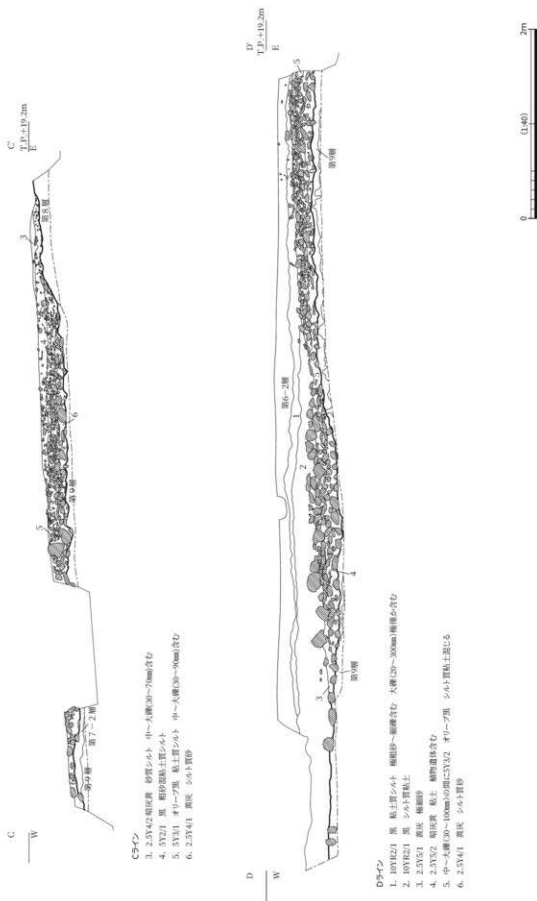 C
W
C'
T.P.+19.2m
E
3
第8層
5
第9層
6
第7-2層
第9層
Cライン
3. 2.5Y4/2 暗灰黄 砂質シルト 中~大礫(30~70mm)含む
4. 5Y2/1 黒 粗砂混粘土質シルト
5. 5Y3/1 オリーブ黒 粘土質シルト 中~大礫(30~90mm)含む
6. 2.5Y4/1 黄灰 シルト質砂
D
W
D'
T.P.+19.2m
E
5
第6-2層
1
2
第9層
3
4
第9層
Dライン
1. 10YR2/1 黒 粘土質シルト 極粗砂~細礫含む 大礫(20~300mm)極僅か含む
2. 10YR2/1 黒 シルト質粘土
3. 2.5Y5/1 黄灰 極細砂
4. 2.5Y5/2 暗灰黄 粘土 植物遺体含む
5. 中~大礫(30~100mm)の間に5Y3/2 オリーブ黒 シルト質粘土混じる
6. 2.5Y4/1 黄灰 シルト質砂
0 (1:40) 2m